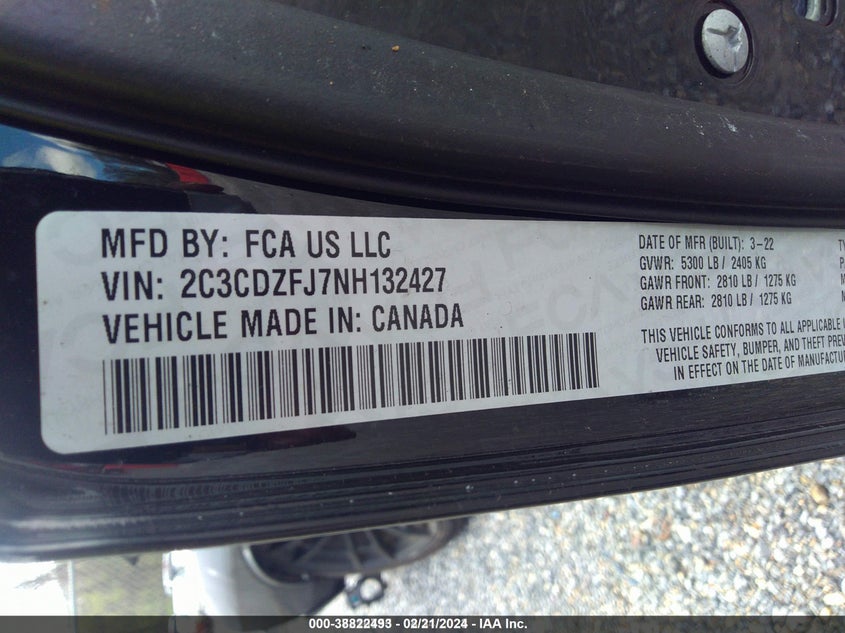 MFD BY: FCA US LLC
VIN: 2C3CDZFJ7NH132427
VEHICLE MADE IN: CANADA
DATE OF MFR (BUILT): 3-22
GVWR: 5300 LB / 2405 KG
GAWR FRONT: 2810 LB / 1275 KG
GAWR REAR: 2810 LB / 1275 KG
THIS VEHICLE CONFORMS TO ALL APPLICABLE
VEHICLE SAFETY, BUMPER, AND THEFT
IN EFFECT ON THE DATE OF
000-38822493 - 02/21/2024 - IAA Inc.